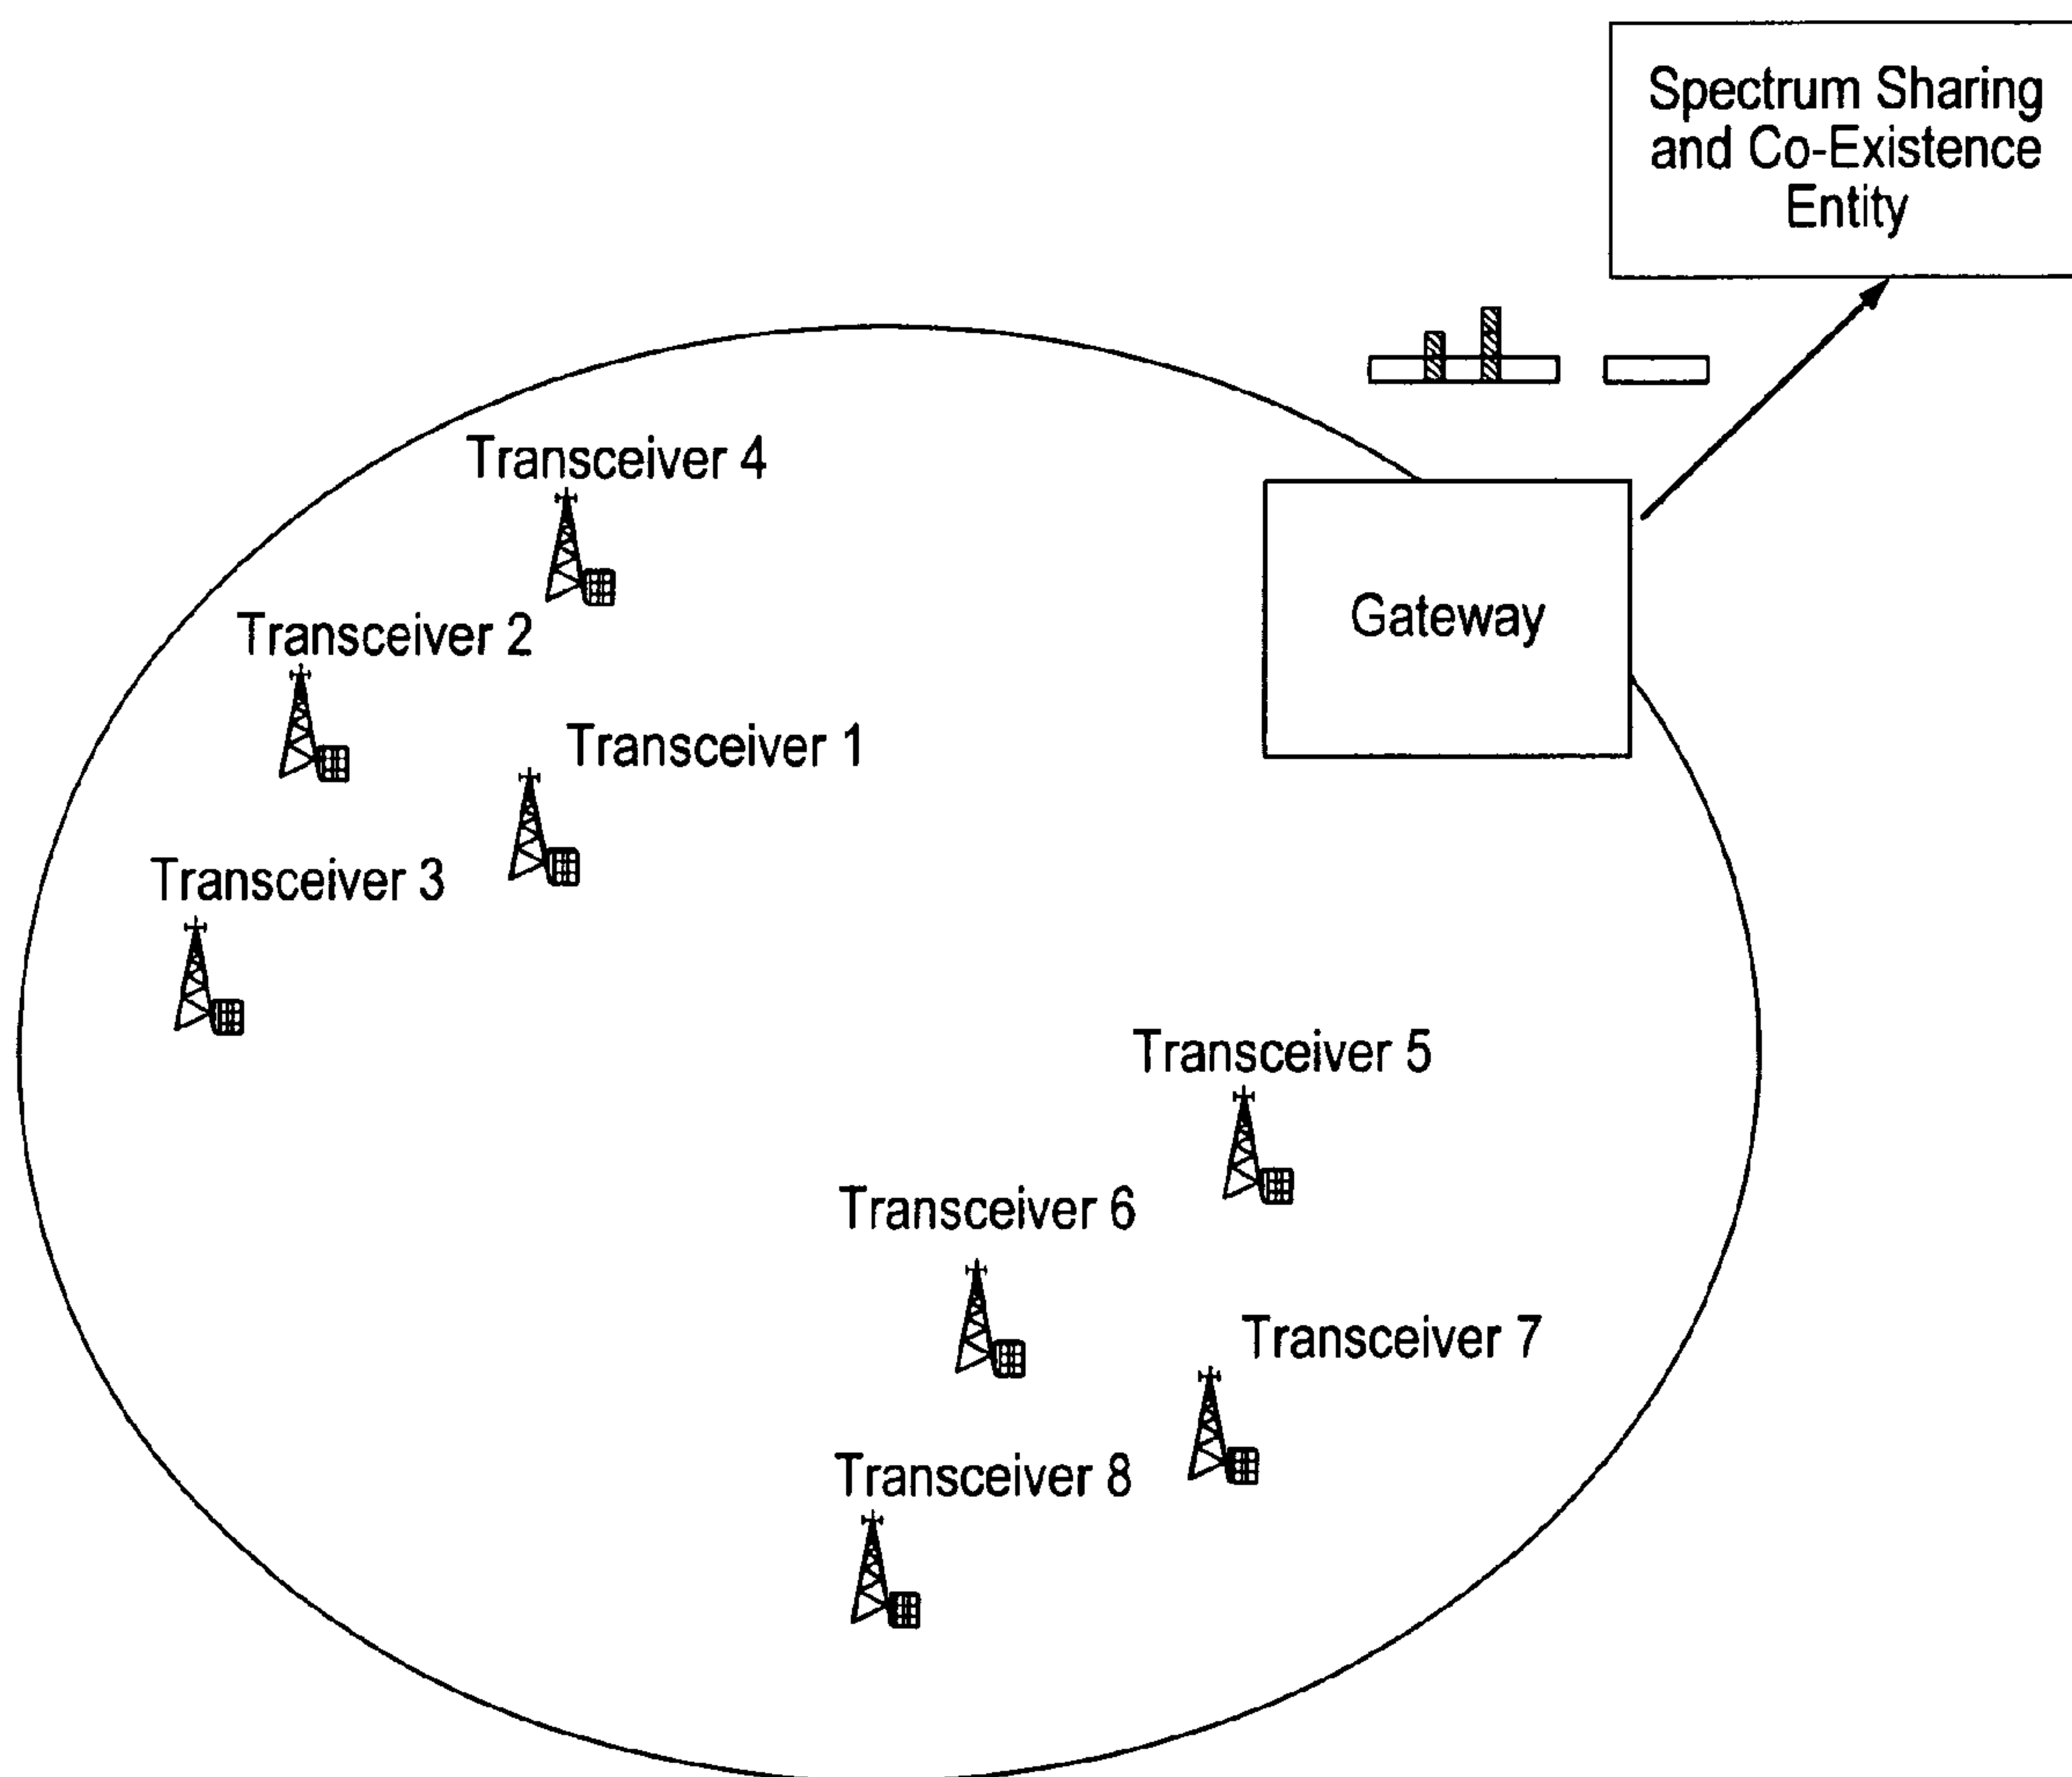 Spectrum Sharing
and Co-Existence
Entity
Transceiver 4
Gateway
Transceiver 2
Transceiver 1
Transceiver 3
Transceiver 5
Transceiver 6
Transceiver 7
Transceiver 8